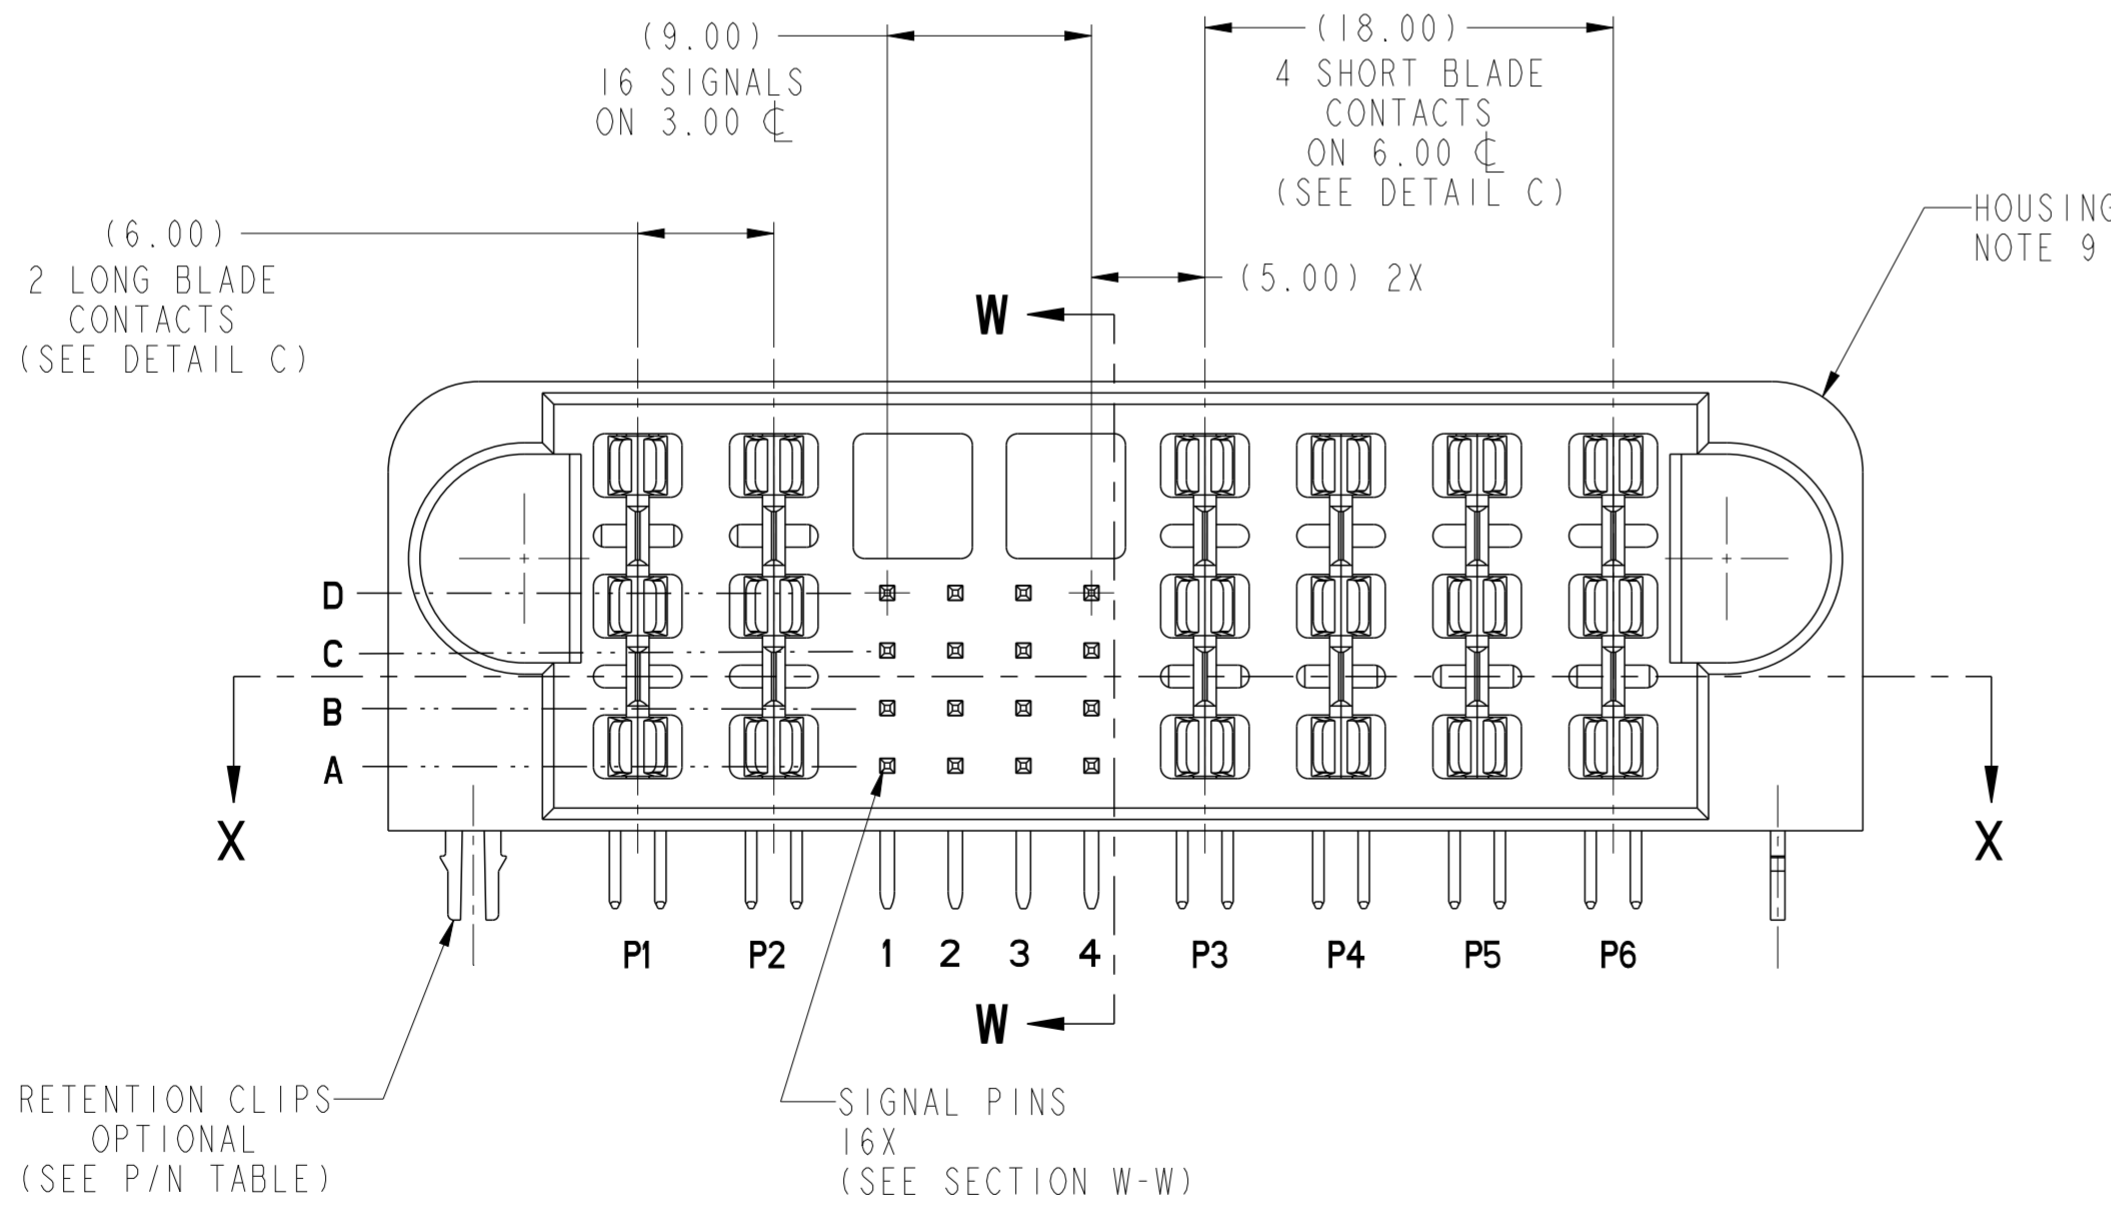 (9.00)
16 SIGNALS
ON 3.00 ℄
(18.00)
4 SHORT BLADE
CONTACTS
ON 6.00 ℄
(SEE DETAIL C)
HOUSING
NOTE 9
(6.00)
2 LONG BLADE
CONTACTS
(SEE DETAIL C)
(5.00) 2X
W
D
C
B
A
X
X
P1 P2 1 2 3 4 P3 P4 P5 P6
W
RETENTION CLIPS
OPTIONAL
(SEE P/N TABLE)
SIGNAL PINS
16X
(SEE SECTION W-W)